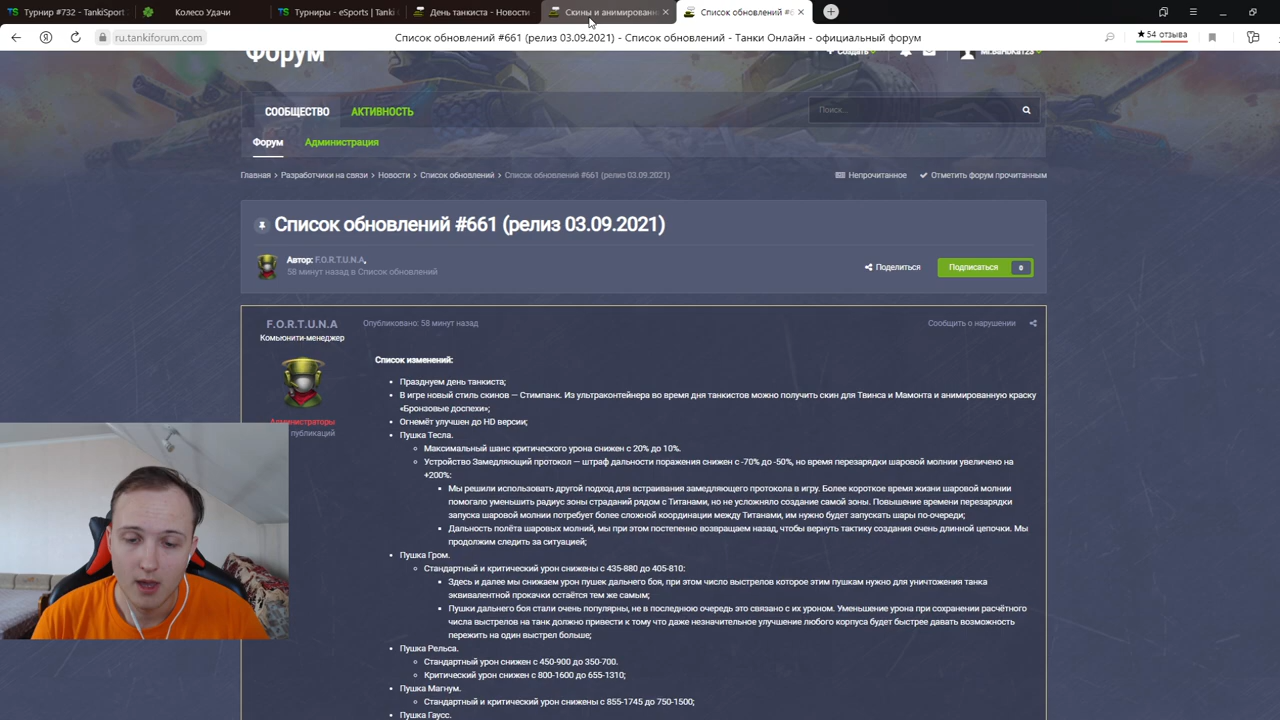 Турнир #732 - TankiSport
Колесо Удачи
Турниры - eSports | Tanki
День танкиста - Новости
Скины и анимированн
Список обновлений #6
ru.tankiforum.com
Список обновлений #661 (релиз 03.09.2021) - Список обновлений - Танки Онлайн - официальный форум
★54 отзыва
Форум
Создать
СООБЩЕСТВО
АКТИВНОСТЬ
Поиск...
Форум
Администрация
Главная > Разработчики на связи > Новости > Список обновлений > Список обновлений #661 (релиз 03.09.2021)
Непрочитанное
Отметить форум прочитанным
Список обновлений #661 (релиз 03.09.2021)
Автор: F.O.R.T.U.N.A,
58 минут назад в Список обновлений
Поделиться
Подписаться 0
F.O.R.T.U.N.A
Комьюнити-менеджер
Администраторы
публикаций
Опубликовано: 58 минут назад
Сообщить о нарушении
Список изменений:
Празднуем день танкиста;
В игре новый стиль скинов — Стимпанк. Из ультраконтейнера во время дня танкистов можно получить скин для Твинса и Мамонта и анимированную краску
«Бронзовые доспехи»;
Огнемёт улучшен до HD версии;
Пушка Тесла.
Максимальный шанс критического урона снижен с 20% до 10%.
Устройство Замедляющий протокол — штраф дальности поражения снижен с -70% до -50%, но время перезарядки шаровой молнии увеличено на
+200%:
Мы решили использовать другой подход для встраивания замедляющего протокола в игру. Более короткое время жизни шаровой молнии
помогало уменьшить радиус зоны страданий рядом с Титанами, но не усложняло создание самой зоны. Повышение времени перезарядки
запуска шаровой молнии потребует более сложной координации между Титанами, им нужно будет запускать шары по-очереди;
Дальность полёта шаровых молний, мы при этом постепенно возвращаем назад, чтобы вернуть тактику создания очень длинной цепочки. Мы
продолжим следить за ситуацией;
Пушка Гром.
Стандартный и критический урон снижены с 435-880 до 405-810:
Здесь и далее мы снижаем урон пушек дальнего боя, при этом число выстрелов которое этим пушкам нужно для уничтожения танка
эквивалентной прокачки остаётся тем же самым;
Пушки дальнего боя стали очень популярны, не в последнюю очередь это связано с их уроном. Уменьшение урона при сохранении расчётного
числа выстрелов на танк должно привести к тому что даже незначительное улучшение любого корпуса будет быстрее давать возможность
пережить на один выстрел больше;
Пушка Рельса.
Стандартный урон снижен с 450-900 до 350-700.
Критический урон снижен с 800-1600 до 655-1310;
Пушка Магнум.
Стандартный и критический урон снижены с 855-1745 до 750-1500;
Пушка Гаусс.